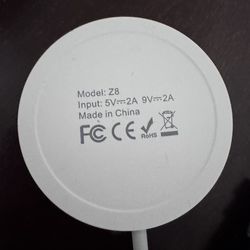 Model: Z8
Input: 5V⎓2A 9V⎓2A
Made in China
FC CE RoHS